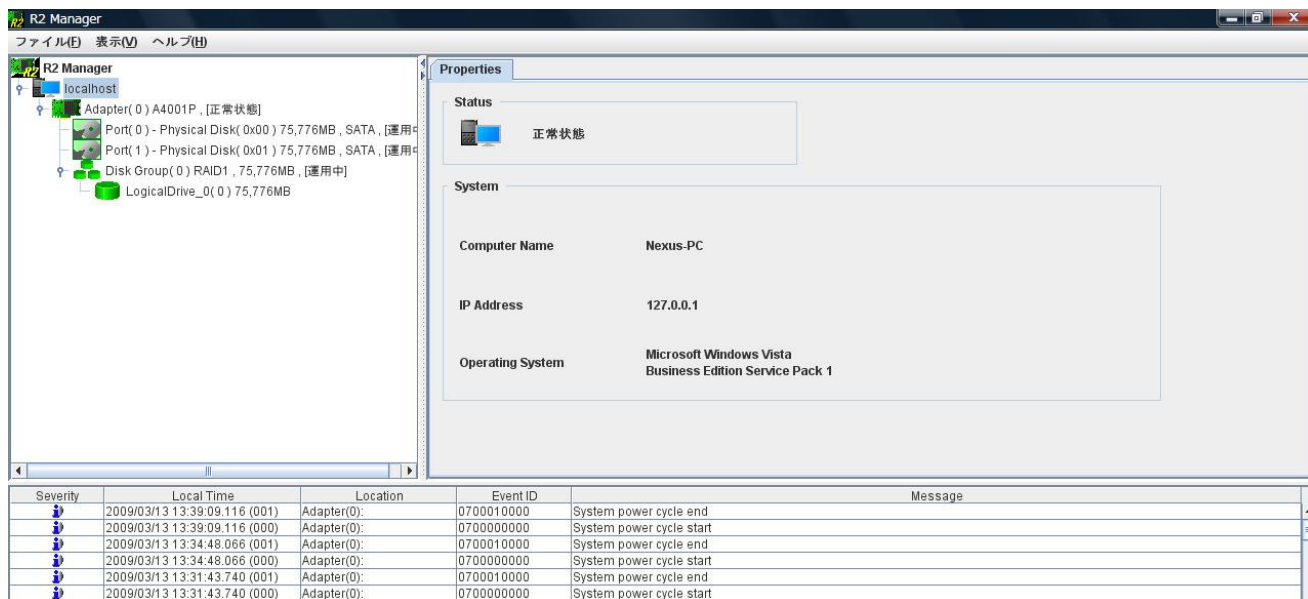 R2 Manager
ファイル(F) 表示(V) ヘルプ(H)
R2 Manager
localhost
Adapter( 0 ) A4001P , [正常状態]
Port( 0 ) - Physical Disk( 0x00 ) 75,776MB , SATA , [運用中
Port( 1 ) - Physical Disk( 0x01 ) 75,776MB , SATA , [運用中
Disk Group( 0 ) RAID1 , 75,776MB , [運用中]
LogicalDrive_0( 0 ) 75,776MB
Properties
Status
正常状態
System
Computer Name Nexus-PC
IP Address 127.0.0.1
Operating System Microsoft Windows Vista
Business Edition Service Pack 1
Severity Local Time Location Event ID Message
2009/03/13 13:39:09.116 (001) Adapter(0): 0700010000 System power cycle end
2009/03/13 13:39:09.116 (000) Adapter(0): 0700000000 System power cycle start
2009/03/13 13:34:48.066 (001) Adapter(0): 0700010000 System power cycle end
2009/03/13 13:34:48.066 (000) Adapter(0): 0700000000 System power cycle start
2009/03/13 13:31:43.740 (001) Adapter(0): 0700010000 System power cycle end
2009/03/13 13:31:43.740 (000) Adapter(0): 0700000000 System power cycle start